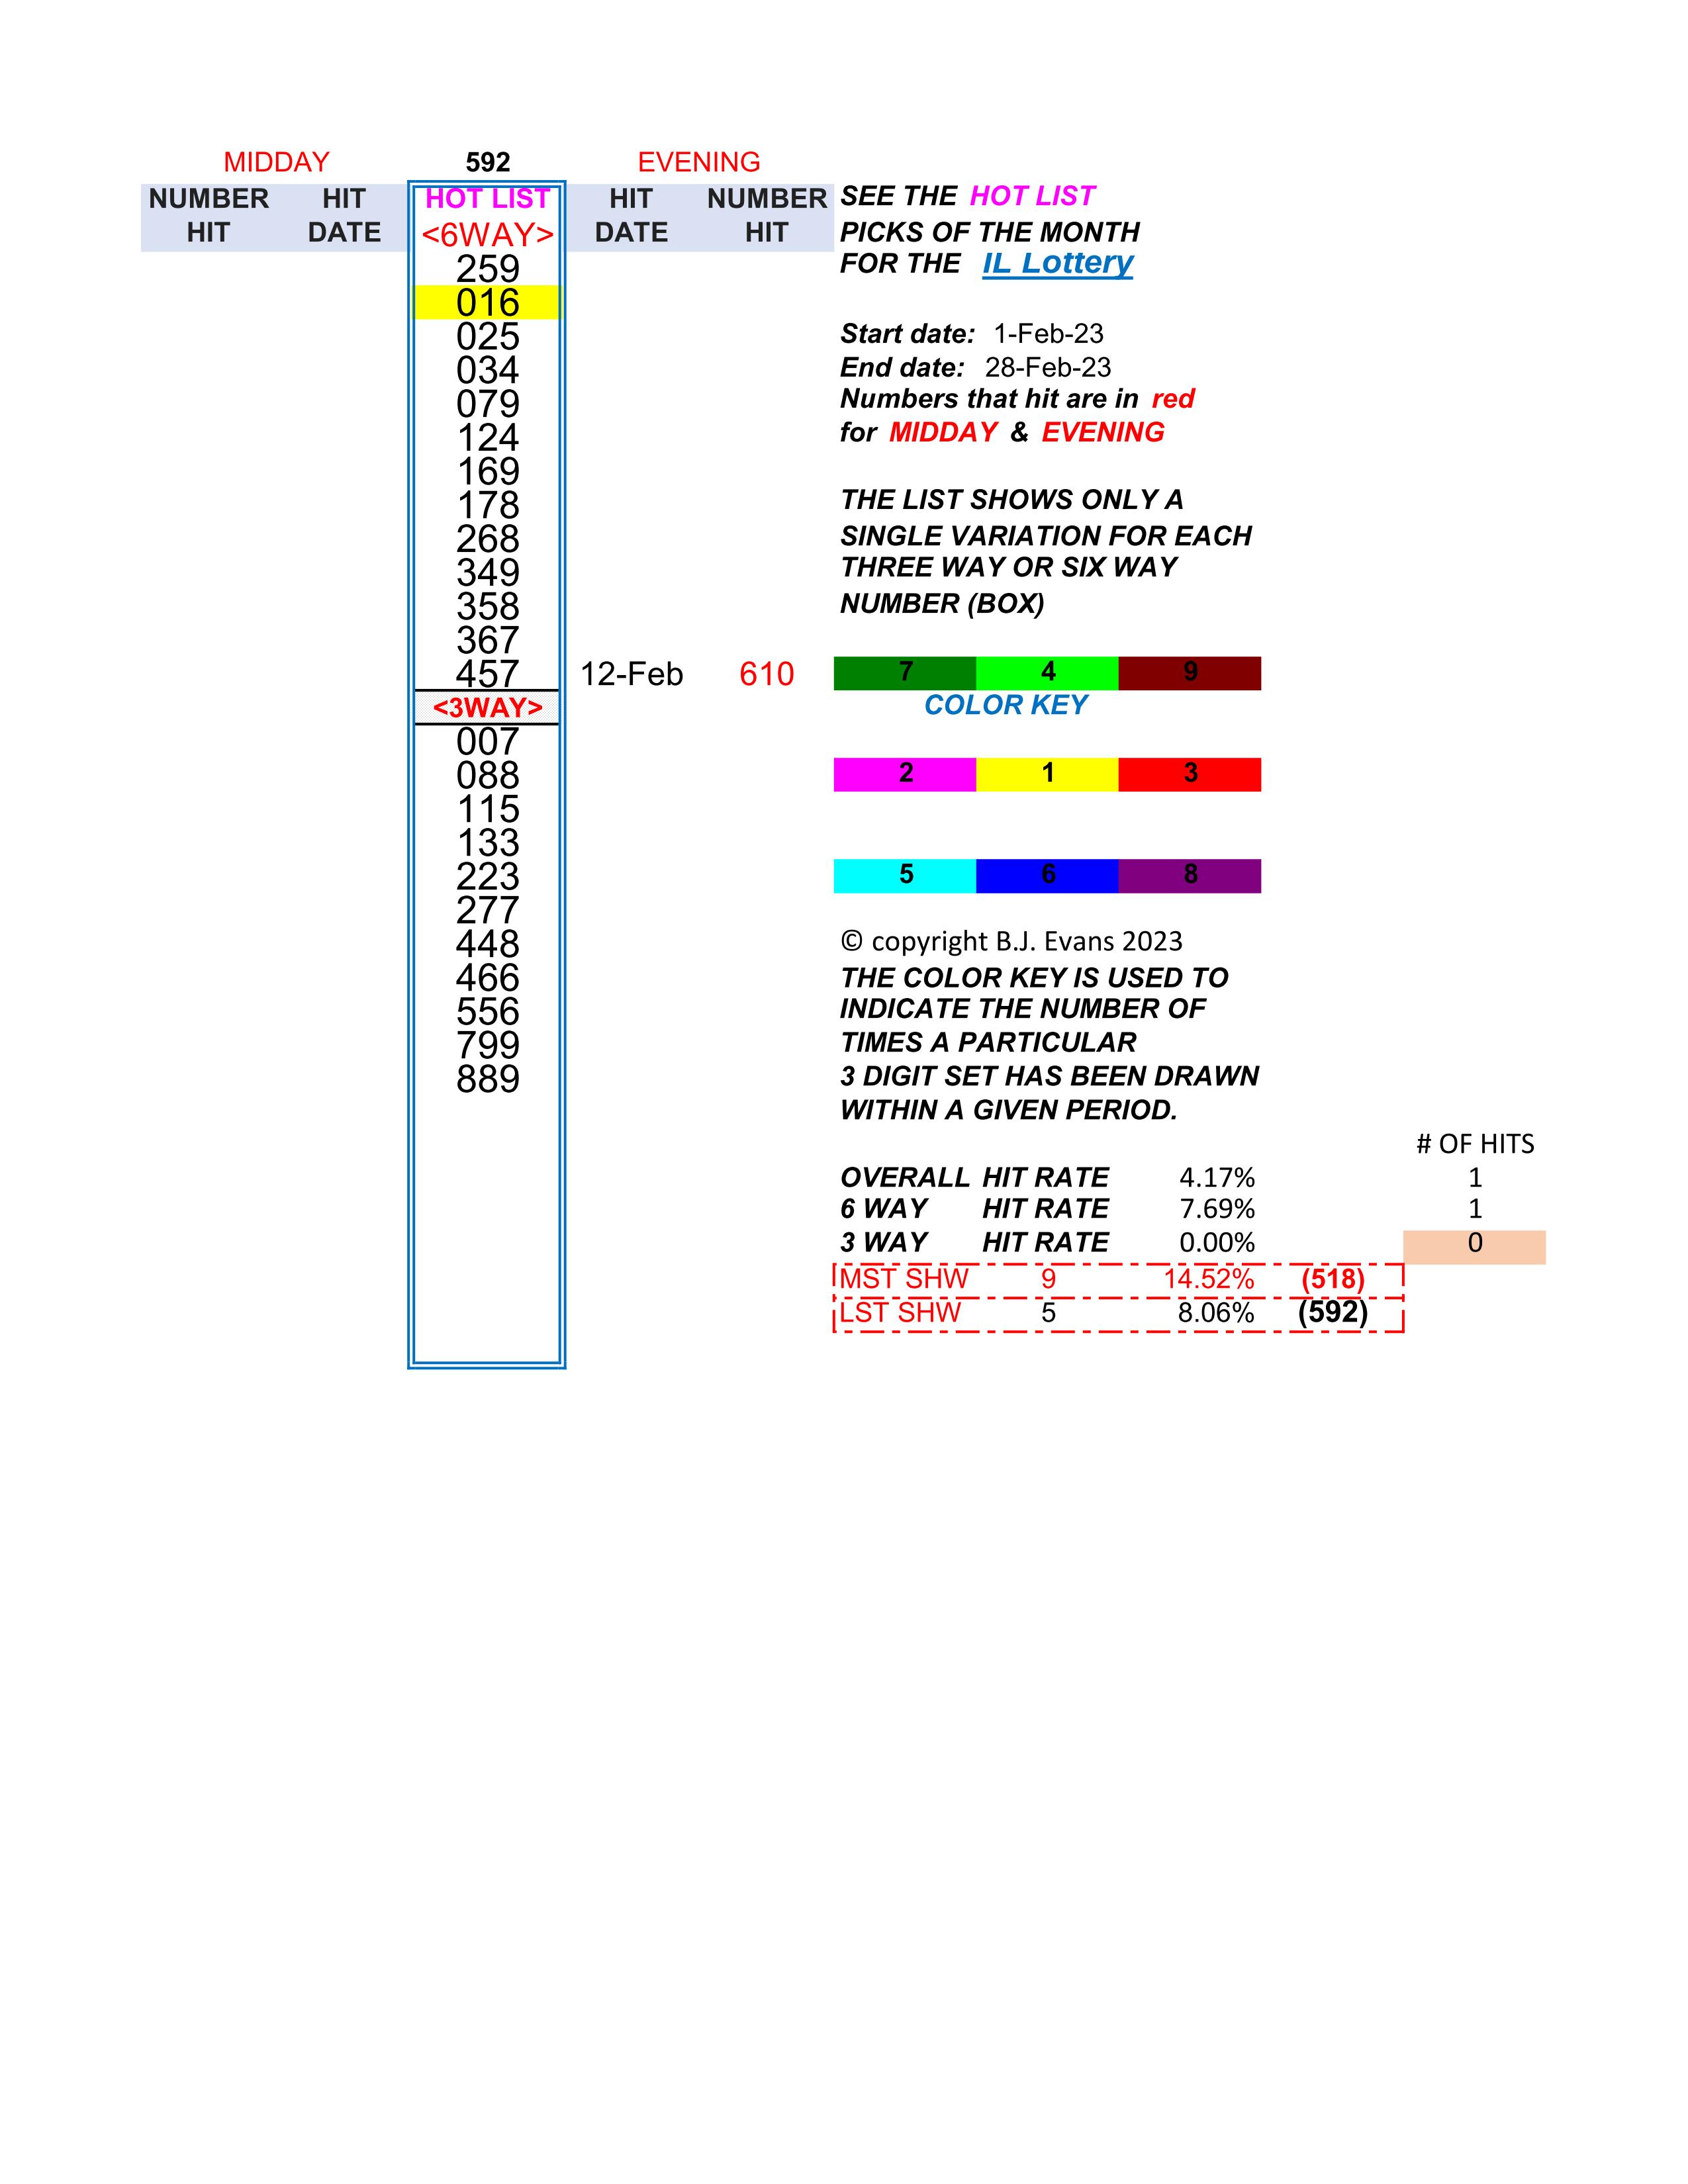 MIDDAY 592 EVENING
NUMBER HIT HOT LIST HIT NUMBER SEE THE HOT LIST
HIT DATE <6WAY> DATE HIT PICKS OF THE MONTH
259 FOR THE IL Lottery
016
025 Start date: 1-Feb-23
034 End date: 28-Feb-23
079 Numbers that hit are in red
124 for MIDDAY & EVENING
169
178 THE LIST SHOWS ONLY A
268 SINGLE VARIATION FOR EACH
349 THREE WAY OR SIX WAY
358 NUMBER (BOX)
367
457 12-Feb 610 7 4 9
<3WAY> COLOR KEY
007
088 2 1 3
115
133
223 5 6 8
277
448 © copyright B.J. Evans 2023
466 THE COLOR KEY IS USED TO
556 INDICATE THE NUMBER OF
799 TIMES A PARTICULAR
889 3 DIGIT SET HAS BEEN DRAWN
WITHIN A GIVEN PERIOD.
# OF HITS
OVERALL HIT RATE 4.17% 1
6 WAY HIT RATE 7.69% 1
3 WAY HIT RATE 0.00% 0
MST SHW 9 14.52% (518)
LST SHW 5 8.06% (592)